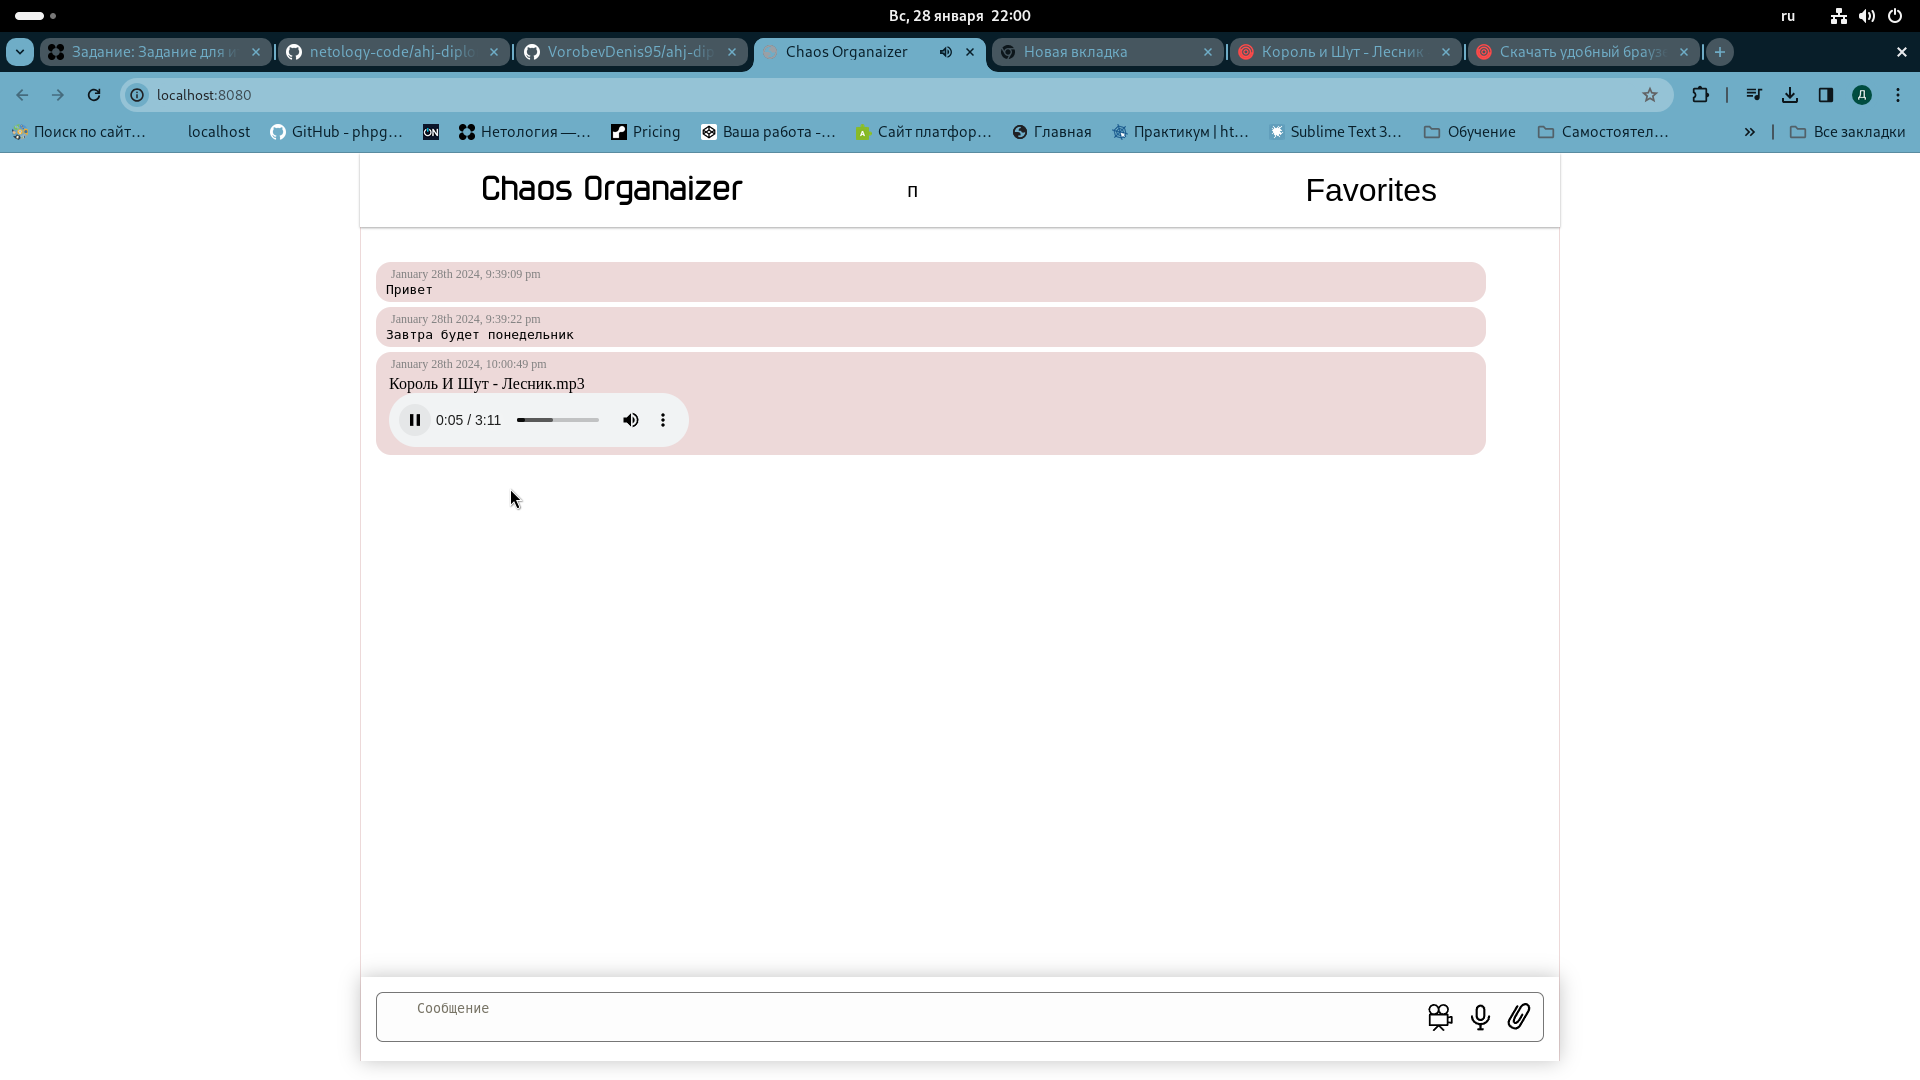 Вс, 28 января 22:00
ru
Задание: Задание для и
netology-code/ahj-diplo
VorobevDenis95/ahj-dip
Chaos Organaizer
Новая вкладка
Король и Шут - Лесник
Скачать удобный брауз
localhost:8080
Д
Поиск по сайт…
localhost
GitHub - phpg…
ON
Нетология —…
Pricing
Ваша работа -…
Сайт платфор…
Главная
Практикум | ht…
Sublime Text 3…
Обучение
Самостоятел…
Все закладки
Chaos Organaizer
п
Favorites
January 28th 2024, 9:39:09 pm
Привет
January 28th 2024, 9:39:22 pm
Завтра будет понедельник
January 28th 2024, 10:00:49 pm
Король И Шут - Лесник.mp3
0:05 / 3:11
Сообщение